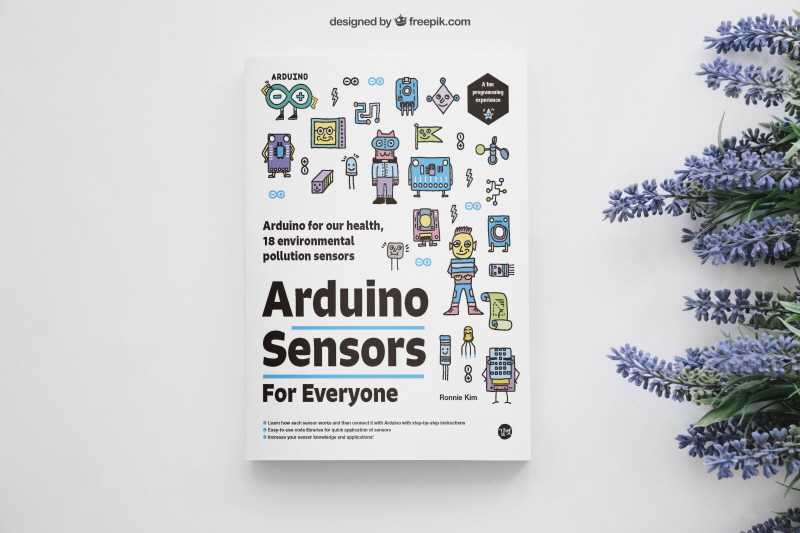 designed by freepik.com
ARDUINO
A fun
programming
experience
Arduino for our health,
18 environmental
pollution sensors
Arduino
Sensors
For Everyone
Ronnie Kim
Learn how each sensor works and then connect it with Arduino with step-by-step instructions
Easy-to-use code libraries for quick application of sensors
Increase your sensor knowledge and applications!
길벗